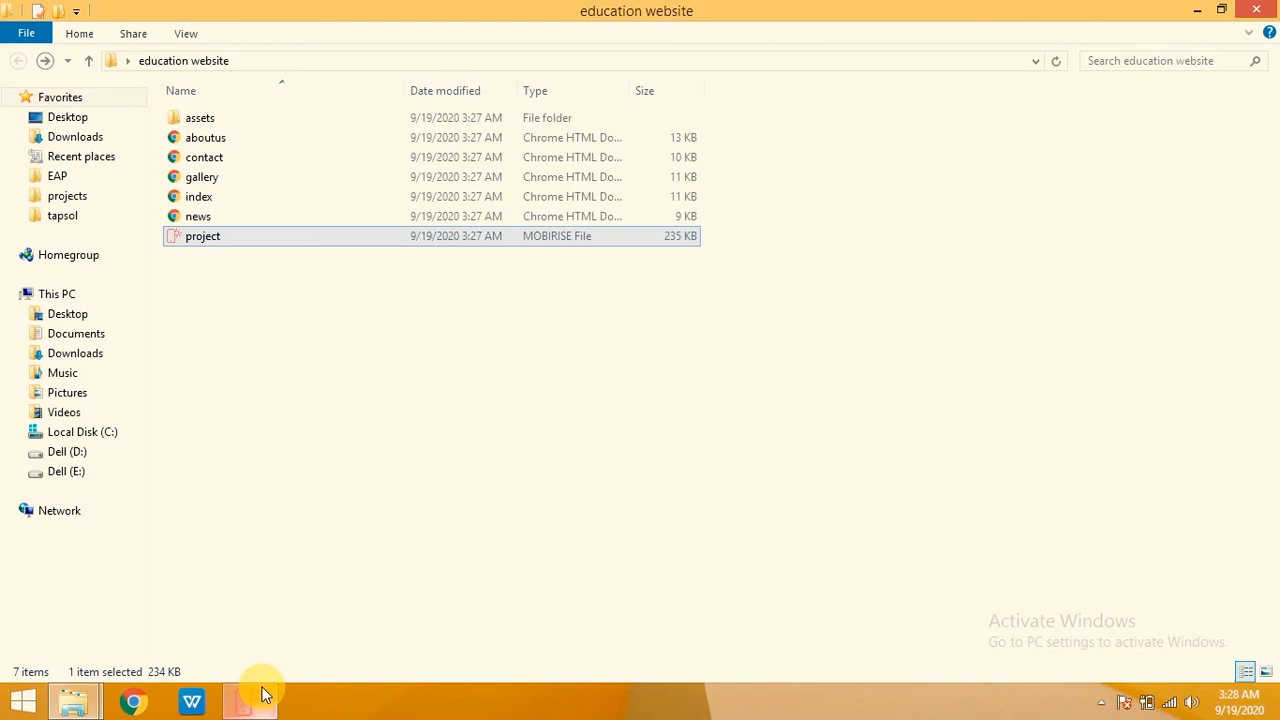 education website
File Home Share View
education website
Search education website
Name Date modified Type Size
Favorites
Desktop
Downloads
Recent places
EAP
projects
tapsol
Homegroup
This PC
Desktop
Documents
Downloads
Music
Pictures
Videos
Local Disk (C:)
Dell (D:)
Dell (E:)
Network
assets 9/19/2020 3:27 AM File folder
aboutus 9/19/2020 3:27 AM Chrome HTML Do... 13 KB
contact 9/19/2020 3:27 AM Chrome HTML Do... 10 KB
gallery 9/19/2020 3:27 AM Chrome HTML Do... 11 KB
index 9/19/2020 3:27 AM Chrome HTML Do... 11 KB
news 9/19/2020 3:27 AM Chrome HTML Do... 9 KB
project 9/19/2020 3:27 AM MOBIRISE File 235 KB
Activate Windows
Go to PC settings to activate Windows.
7 items 1 item selected 234 KB
W
3:28 AM
9/19/2020